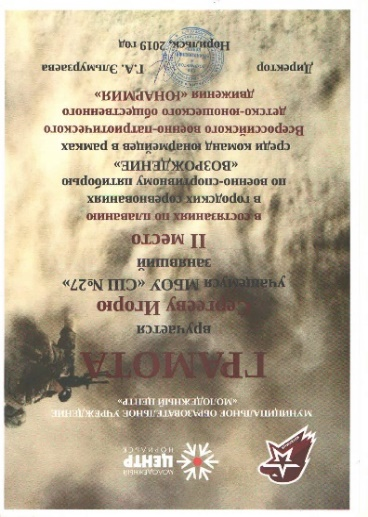 МОЛОДЕЖНЫЙ
ЦЕНТР
НОРИЛЬСК
МУНИЦИПАЛЬНОЕ ОБРАЗОВАТЕЛЬНОЕ УЧРЕЖДЕНИЕ
«МОЛОДЕЖНЫЙ ЦЕНТР»
ГРАМОТА
вручается
Сергееву Игорю
учащемуся МБОУ «СШ №27»
занявший
II место
в состязаниях по плаванию
в городских соревнованиях
по военно-спортивному пятиборью
«ВОЗРОЖДЕНИЕ»
среди команд юнармейцев в рамках
Всероссийского военно-патриотического
детско-юношеского общественного
движения «ЮНАРМИЯ»
Директор Г.А. Эльмурзаева
Норильск, 2019 год